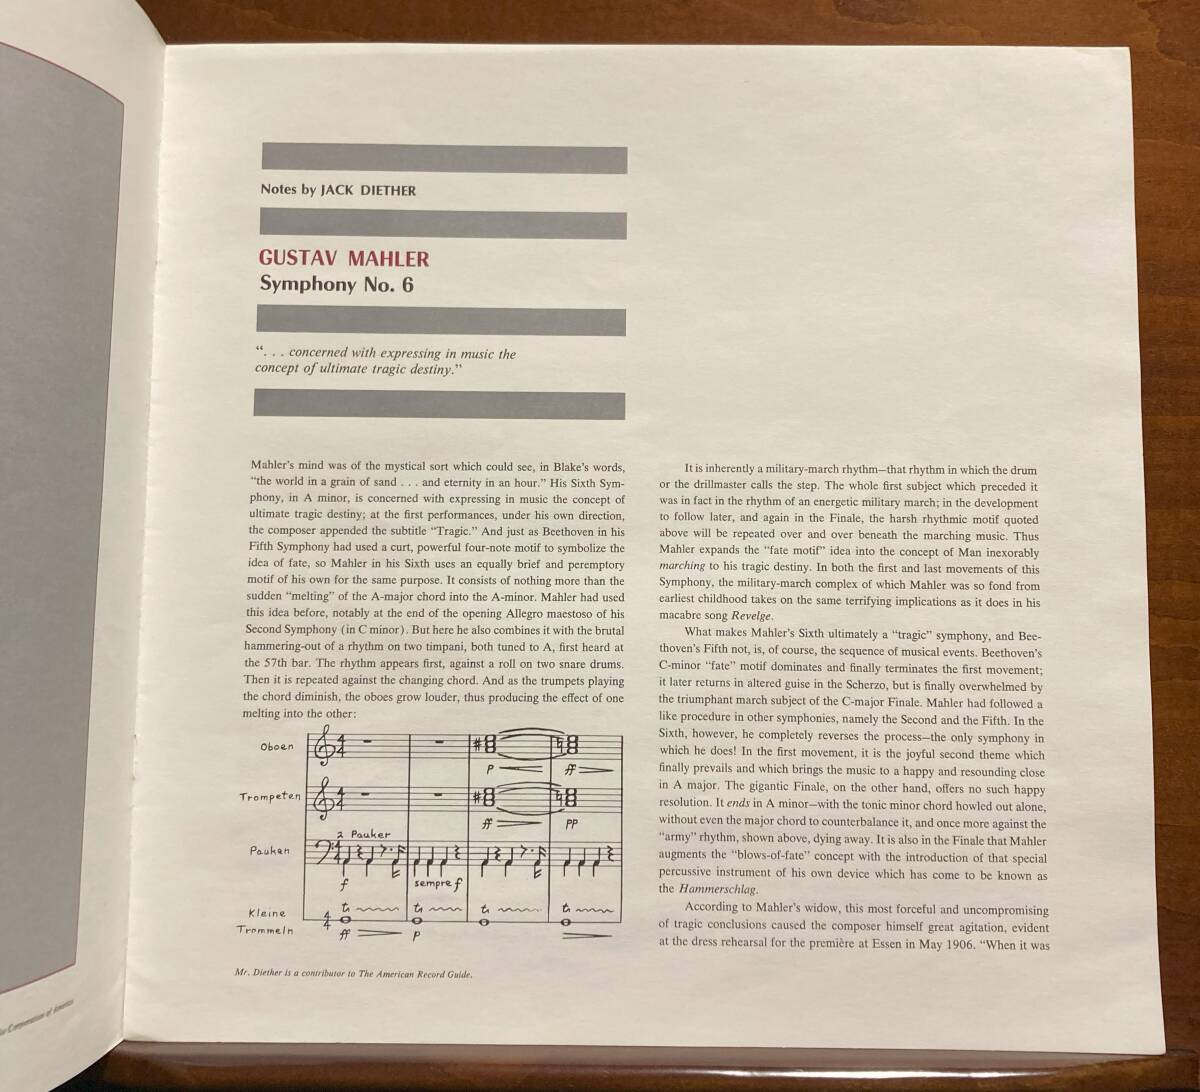 Notes by JACK DIETHER
GUSTAV MAHLER
Symphony No. 6
“. . . concerned with expressing in music the
concept of ultimate tragic destiny.”
Mahler’s mind was of the mystical sort which could see, in Blake’s words,
“the world in a grain of sand . . . and eternity in an hour.” His Sixth Sym-
phony, in A minor, is concerned with expressing in music the concept of
ultimate tragic destiny; at the first performances, under his own direction,
the composer appended the subtitle “Tragic.” And just as Beethoven in his
Fifth Symphony had used a curt, powerful four-note motif to symbolize the
idea of fate, so Mahler in his Sixth uses an equally brief and peremptory
motif of his own for the same purpose. It consists of nothing more than the
sudden “melting” of the A-major chord into the A-minor. Mahler had used
this idea before, notably at the end of the opening Allegro maestoso of his
Second Symphony (in C minor). But here he also combines it with the brutal
hammering-out of a rhythm on two timpani, both tuned to A, first heard at
the 57th bar. The rhythm appears first, against a roll on two snare drums.
Then it is repeated against the changing chord. And as the trumpets playing
the chord diminish, the oboes grow louder, thus producing the effect of one
melting into the other:
Oboen
p ff
Trompeten
ff pp
2 Pauker
Pauken
f sempre f
Kleine
Trommeln
ff p
Mr. Diether is a contributor to The American Record Guide.
It is inherently a military-march rhythm—that rhythm in which the drum
or the drillmaster calls the step. The whole first subject which preceded it
was in fact in the rhythm of an energetic military march; in the development
to follow later, and again in the Finale, the harsh rhythmic motif quoted
above will be repeated over and over beneath the marching music. Thus
Mahler expands the “fate motif” idea into the concept of Man inexorably
marching to his tragic destiny. In both the first and last movements of this
Symphony, the military-march complex of which Mahler was so fond from
earliest childhood takes on the same terrifying implications as it does in his
macabre song Revelge.
What makes Mahler’s Sixth ultimately a “tragic” symphony, and Bee-
thoven’s Fifth not, is, of course, the sequence of musical events. Beethoven’s
C-minor “fate” motif dominates and finally terminates the first movement;
it later returns in altered guise in the Scherzo, but is finally overwhelmed by
the triumphant march subject of the C-major Finale. Mahler had followed a
like procedure in other symphonies, namely the Second and the Fifth. In the
Sixth, however, he completely reverses the process—the only symphony in
which he does! In the first movement, it is the joyful second theme which
finally prevails and which brings the music to a happy and resounding close
in A major. The gigantic Finale, on the other hand, offers no such happy
resolution. It ends in A minor—with the tonic minor chord howled out alone,
without even the major chord to counterbalance it, and once more against the
“army” rhythm, shown above, dying away. It is also in the Finale that Mahler
augments the “blows-of-fate” concept with the introduction of that special
percussive instrument of his own device which has come to be known as
the Hammerschlag.
According to Mahler’s widow, this most forceful and uncompromising
of tragic conclusions caused the composer himself great agitation, evident
at the dress rehearsal for the première at Essen in May 1906. “When it was
Corporation of America